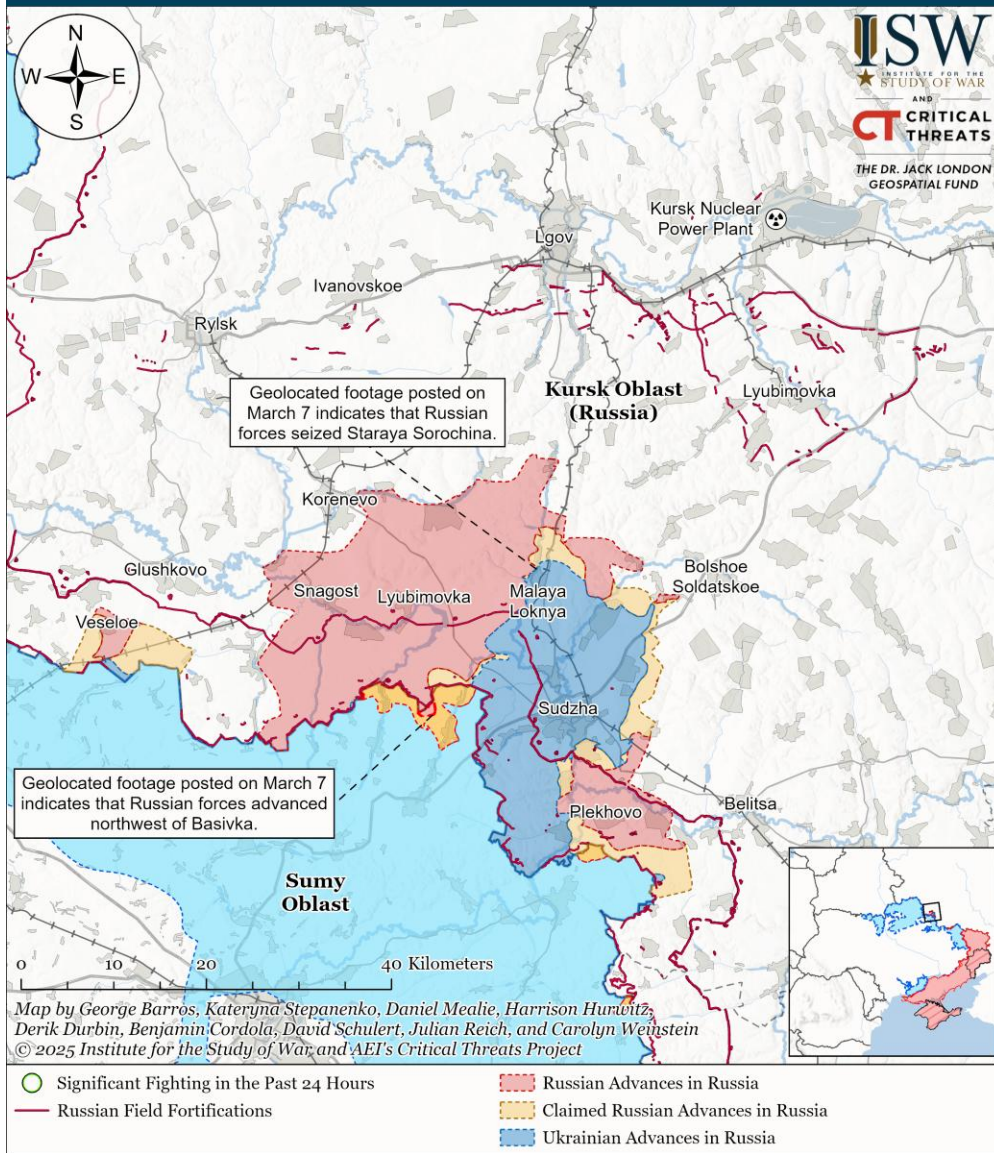 N
W E
S
ISW
INSTITUTE FOR THE
STUDY OF WAR
AND
CT CRITICAL
THREATS
THE DR. JACK LONDON
GEOSPATIAL FUND
Kursk Nuclear
Power Plant
Lgov
Ivanovskoe
Rylsk
Geolocated footage posted on
March 7 indicates that Russian
forces seized Staraya Sorochina.
Kursk Oblast
(Russia)
Lyubimovka
Korenevo
Glushkovo
Snagost
Lyubimovka
Malaya
Loknya
Bolshoe
Soldatskoe
Veseloe
Sudzha
Geolocated footage posted on March 7
indicates that Russian forces advanced
northwest of Basivka.
Plekhovo
Belitsa
Sumy
Oblast
0 10 20 40 Kilometers
Map by George Barros, Kateryna Stepanenko, Daniel Mealie, Harrison Hurwitz,
Derik Durbin, Benjamin Cordola, David Schulert, Julian Reich, and Carolyn Weinstein
© 2025 Institute for the Study of War and AEI's Critical Threats Project
Significant Fighting in the Past 24 Hours
Russian Field Fortifications
Russian Advances in Russia
Claimed Russian Advances in Russia
Ukrainian Advances in Russia